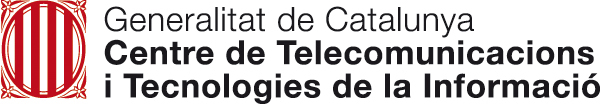 Generalitat de Catalunya
Centre de Telecomunicacions
i Tecnologies de la Informació